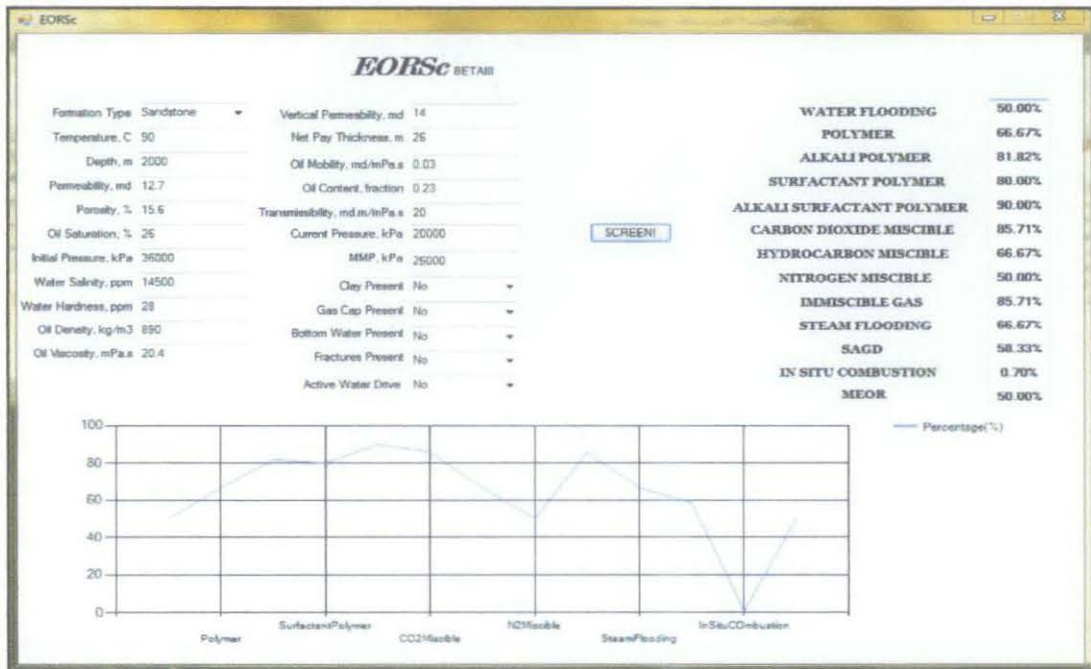 EORSc
EORSc BETAIII
Formation Type Sandstone
Temperature, C 90
Depth, m 2000
Permeability, md 12.7
Porosity, % 15.6
Oil Saturation, % 26
Initial Pressure, kPa 36000
Water Salinity, ppm 14500
Water Hardness, ppm 28
Oil Density, kg/m3 890
Oil Viscosity, mPa.s 20.4
Vertical Permeability, md 14
Net Pay Thickness, m 26
Oil Mobility, md/mPa.s 0.03
Oil Content, fraction 0.23
Transmissibility, md.m/mPa.s 20
Current Pressure, kPa 20000
MMP, kPa 26000
Clay Present No
Gas Cap Present No
Bottom Water Present No
Fractures Present No
Active Water Drive No
SCREEN!
WATER FLOODING 50.00%
POLYMER 66.67%
ALKALI POLYMER 81.82%
SURFACTANT POLYMER 80.00%
ALKALI SURFACTANT POLYMER 90.00%
CARBON DIOXIDE MISCIBLE 85.71%
HYDROCARBON MISCIBLE 66.67%
NITROGEN MISCIBLE 50.00%
IMMISCIBLE GAS 85.71%
STEAM FLOODING 66.67%
SAGD 58.33%
IN SITU COMBUSTION 0.70%
MEOR 50.00%
100
80
60
40
20
0
Percentage(%)
SurfactantPolymer N2Miscible InSituCOmbuation
Polymer CO2Miscible SteamFlooding